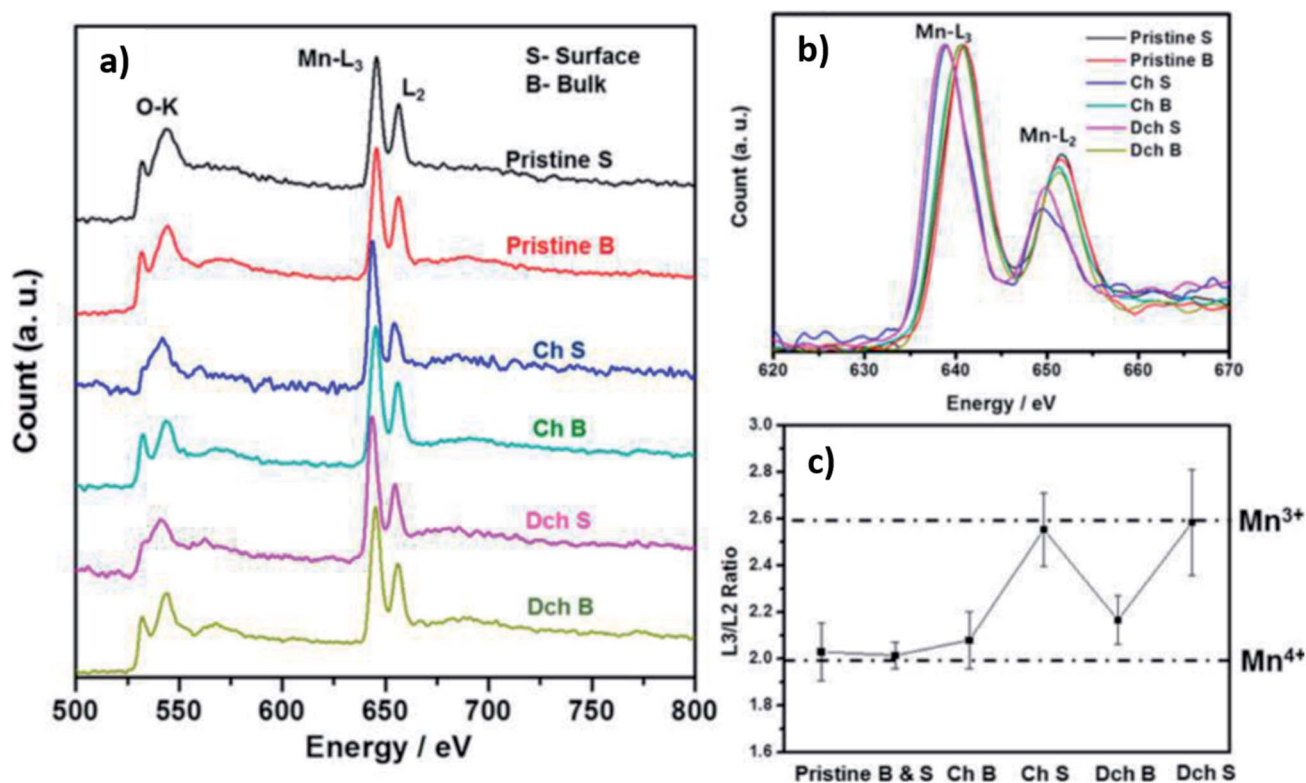 a)
Mn-L₃
S- Surface
B- Bulk
L₂
O-K
Pristine S
Pristine B
Ch S
Ch B
Dch S
Dch B
Count (a. u.)
500 550 600 650 700 750 800
Energy / eV
b)
Mn-L₃
Mn-L₂
Pristine S
Pristine B
Ch S
Ch B
Dch S
Dch B
Count (a. u.)
620 630 640 650 660 670
Energy / eV
3.0
c)
2.8
2.6
Mn³⁺
2.4
2.2
2.0
Mn⁴⁺
1.8
1.6
L3/L2 Ratio
Pristine B & S Ch B Ch S Dch B Dch S